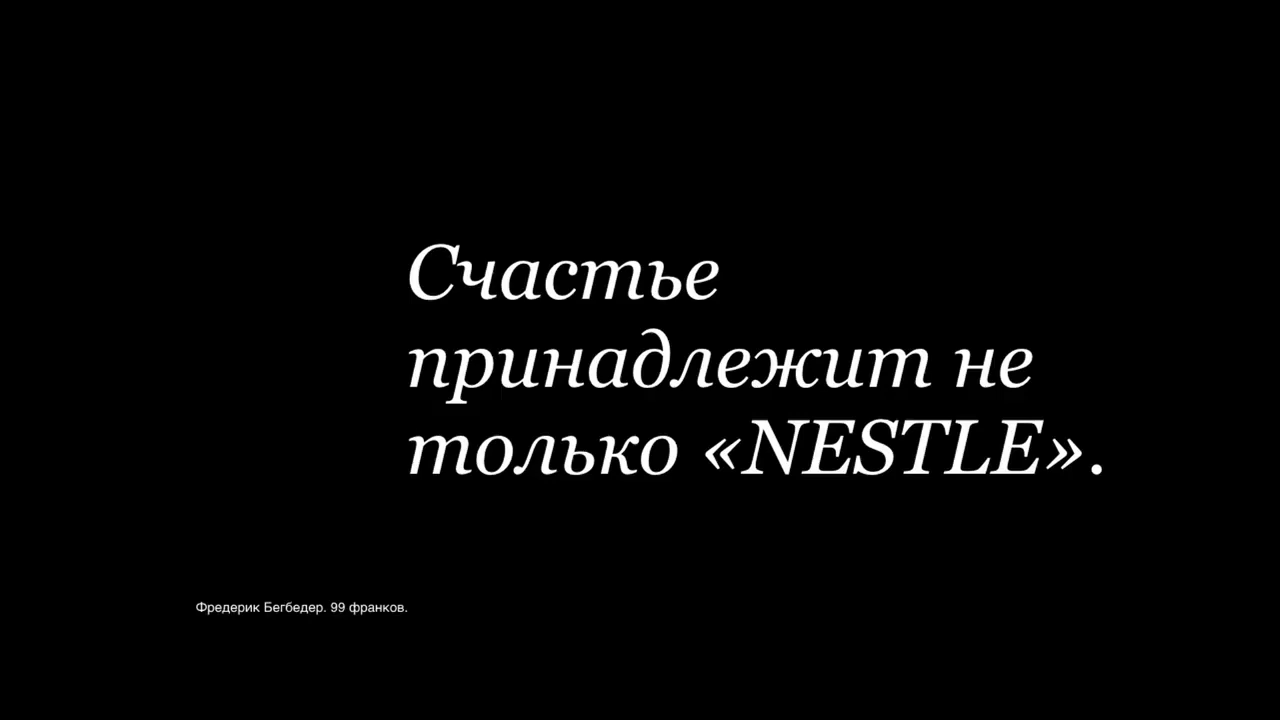 Счастье
принадлежит не
только «NESTLE».
Фредерик Бегбедер. 99 франков.